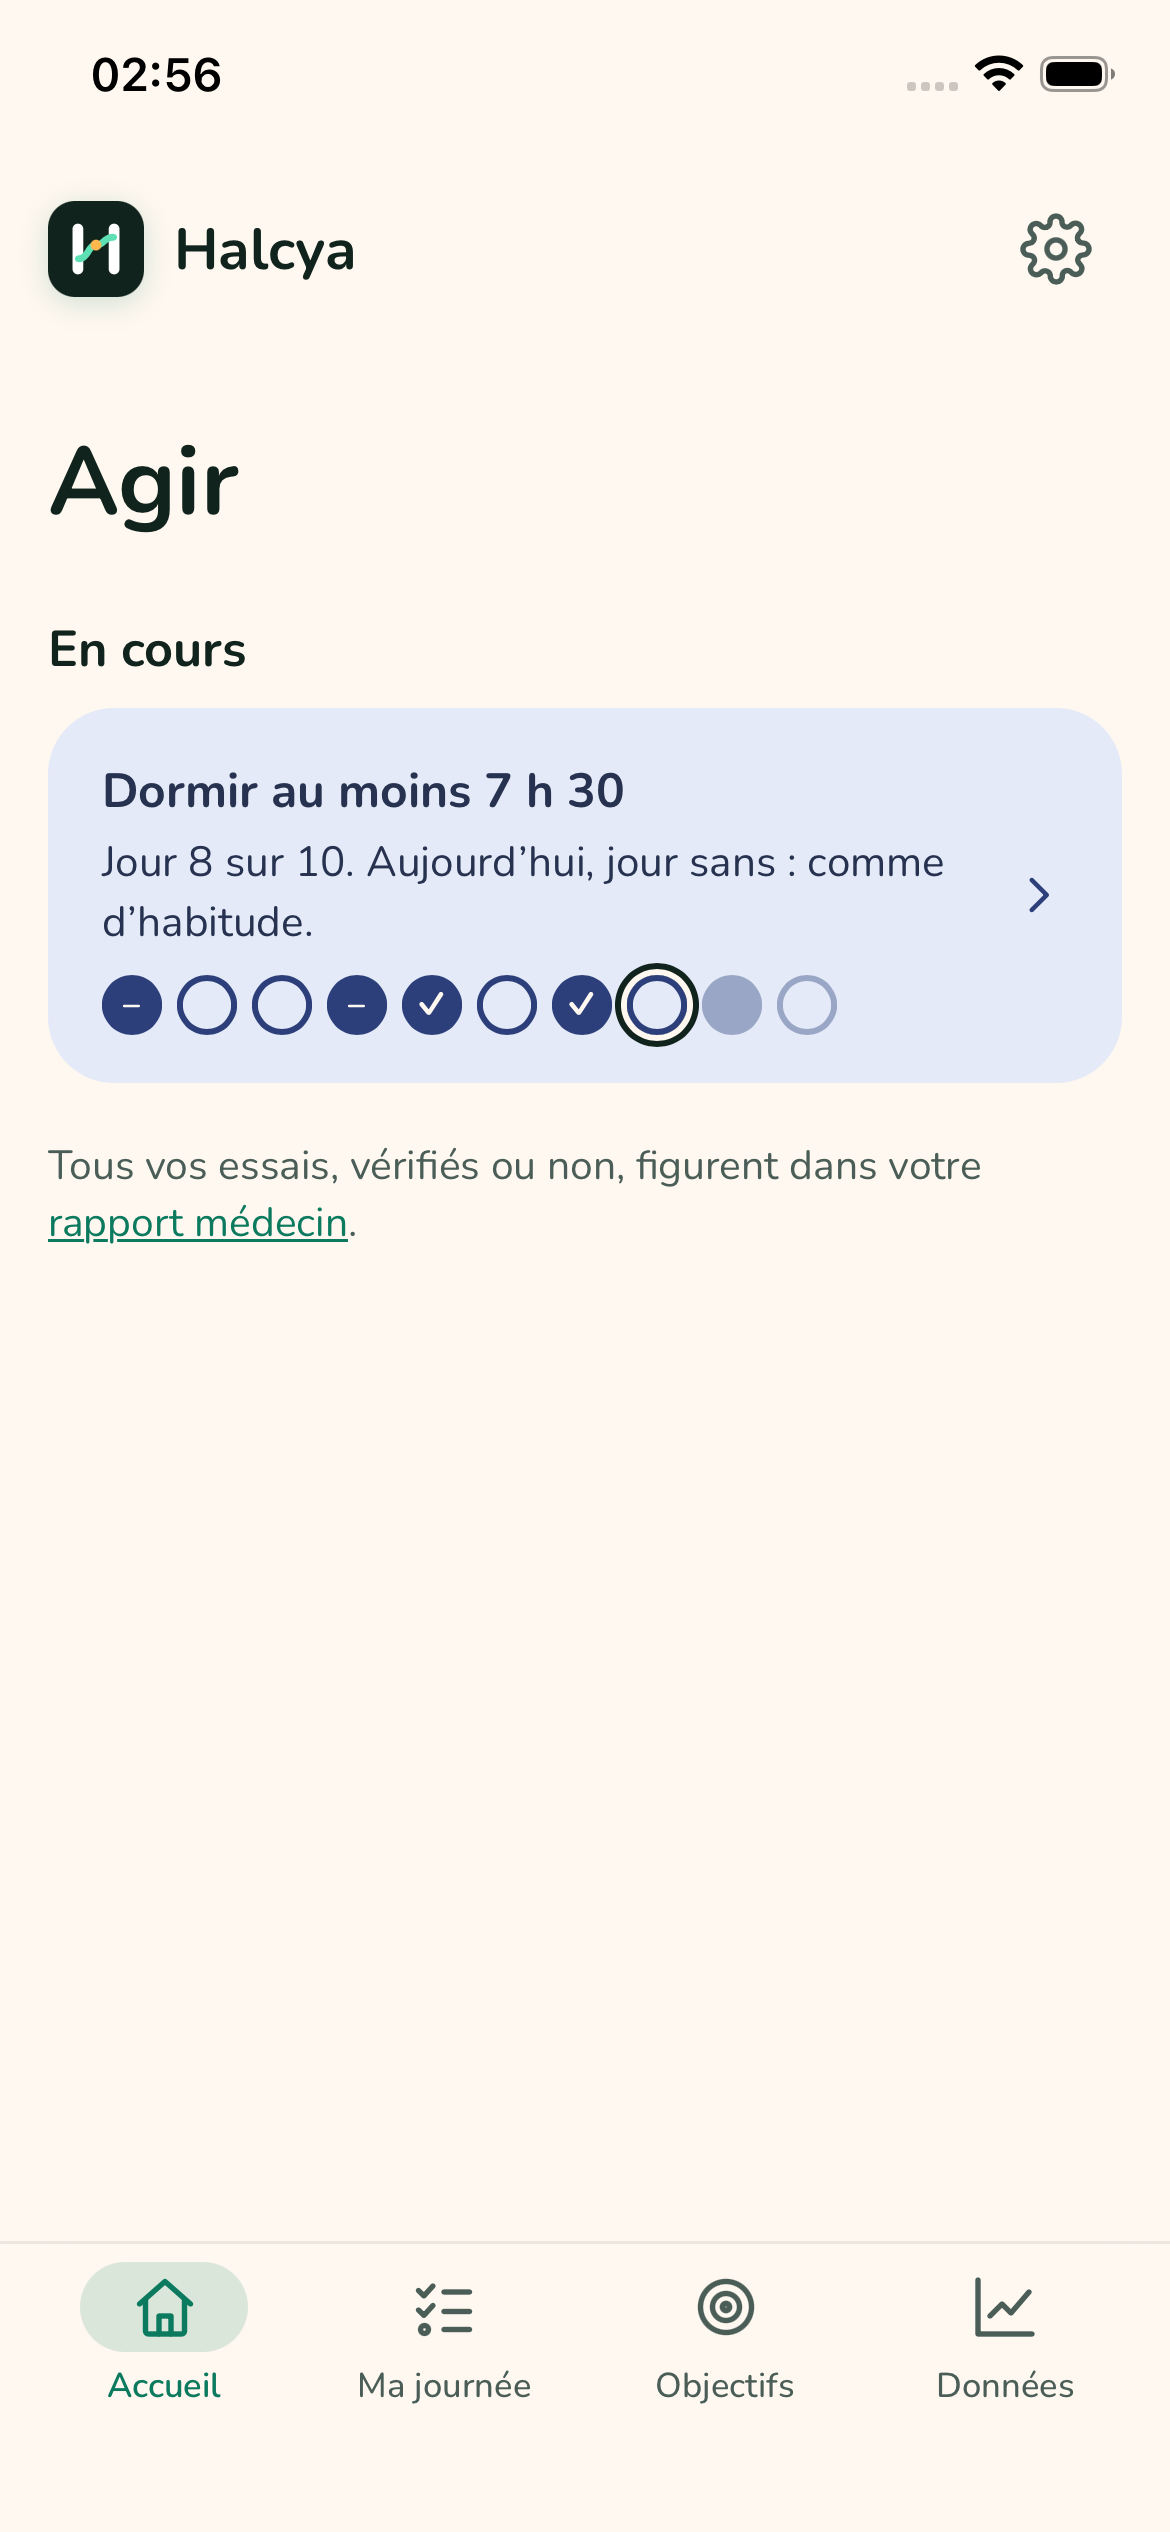 02:56
Halcya
Agir
En cours
Dormir au moins 7 h 30
Jour 8 sur 10. Aujourd’hui, jour sans : comme
d’habitude.
Tous vos essais, vérifiés ou non, figurent dans votre
rapport médecin.
Accueil
Ma journée
Objectifs
Données